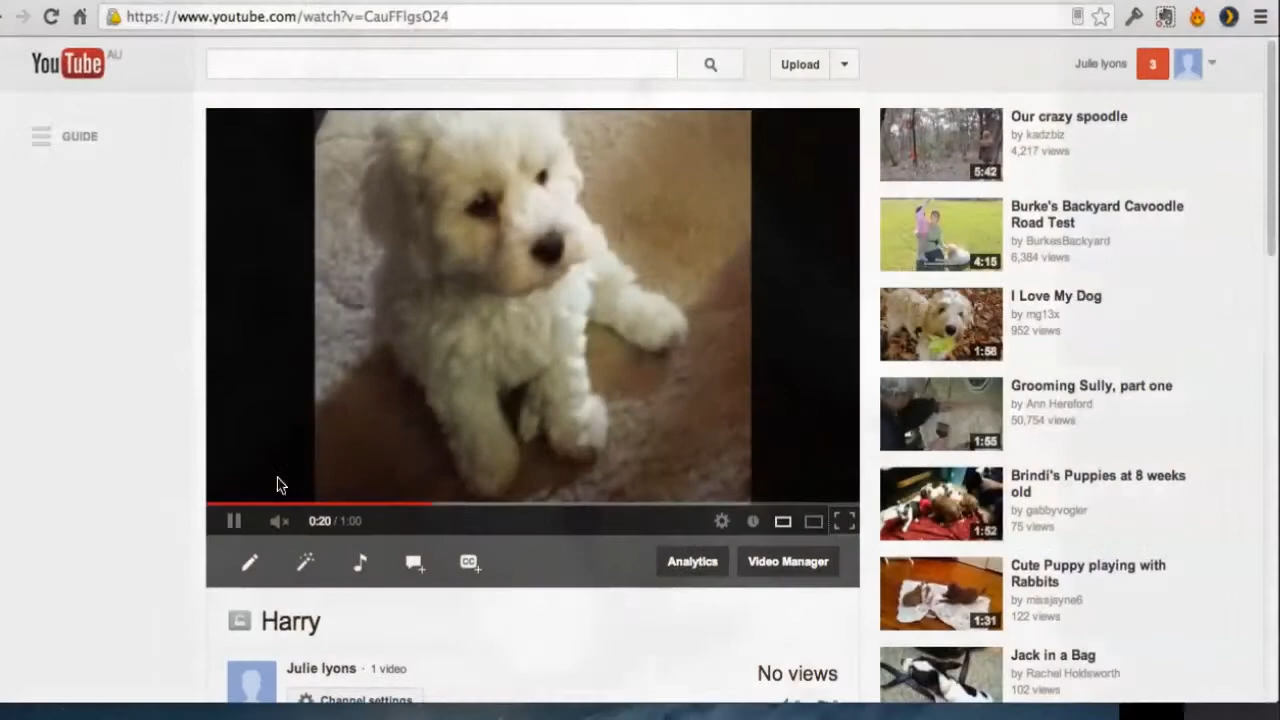 https://www.youtube.com/watch?v=CauFFlgsO24
YouTube AU
Upload
Julie lyons
3
GUIDE
Our crazy spoodle
by kadzbiz
4,217 views
5:42
Burke's Backyard Cavoodle
Road Test
by BurkesBackyard
6,384 views
4:15
I Love My Dog
by mg13x
952 views
1:58
Grooming Sully, part one
by Ann Hereford
50,754 views
1:55
Brindi's Puppies at 8 weeks
old
by gabbyvogler
75 views
1:52
Cute Puppy playing with
Rabbits
by missjayne6
122 views
1:31
Jack in a Bag
by Rachel Holdsworth
102 views
0:20 / 1:00
CC
Analytics
Video Manager
Harry
Julie lyons · 1 video
No views
Channel settings